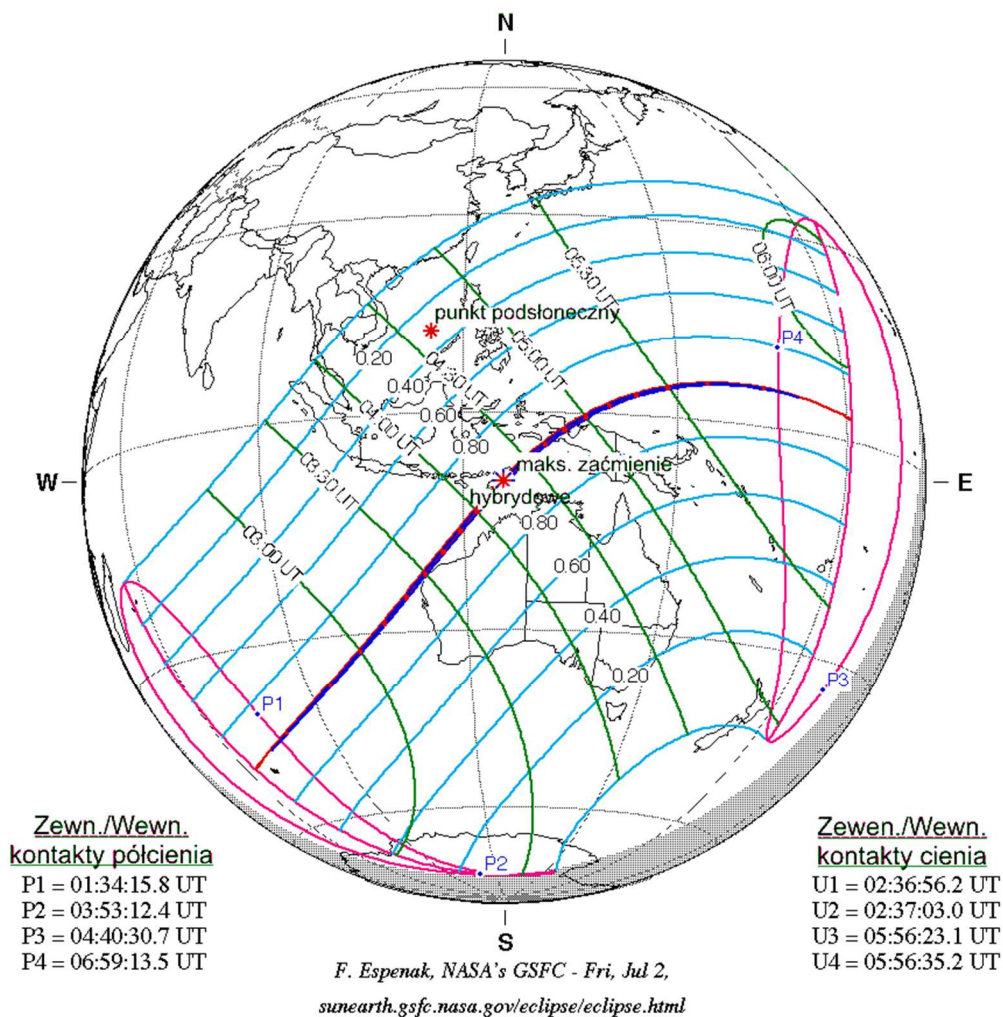 N
06:00 UT
05:30 UT
punkt podsłoneczny
P4
05:00 UT
0.20
04:30 UT
0.40
0.60
04:00 UT
0.80
maks. zaćmienie
W
E
03:30 UT
hybrydowe
0.80
03:00 UT
0.60
0.40
0.20
P3
P1
P2
Zewn./Wewn.
kontakty półcienia
P1 = 01:34:15.8 UT
P2 = 03:53:12.4 UT
P3 = 04:40:30.7 UT
P4 = 06:59:13.5 UT
Zewen./Wewn.
kontakty cienia
U1 = 02:36:56.2 UT
U2 = 02:37:03.0 UT
U3 = 05:56:23.1 UT
U4 = 05:56:35.2 UT
S
F. Espenak, NASA's GSFC - Fri, Jul 2,
sunearth.gsfc.nasa.gov/eclipse/eclipse.html